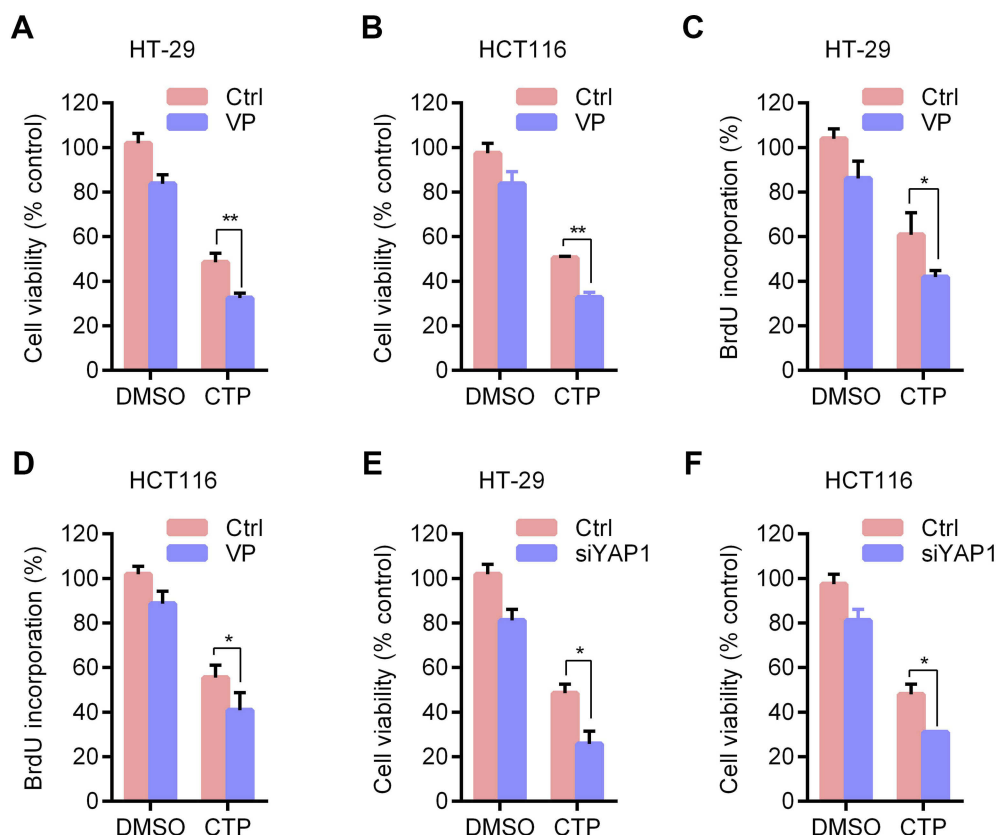 A
HT-29
Ctrl
VP
Cell viability (% control)
120
100
80
60
40
20
0
**
DMSO CTP
B
HCT116
Ctrl
VP
Cell viability (% control)
120
100
80
60
40
20
0
**
DMSO CTP
C
HT-29
Ctrl
VP
BrdU incorporation (%)
120
100
80
60
40
20
0
*
DMSO CTP
D
HCT116
Ctrl
VP
BrdU incorporation (%)
120
100
80
60
40
20
0
*
DMSO CTP
E
HT-29
Ctrl
siYAP1
Cell viability (% control)
120
100
80
60
40
20
0
*
DMSO CTP
F
HCT116
Ctrl
siYAP1
Cell viability (% control)
120
100
80
60
40
20
0
*
DMSO CTP